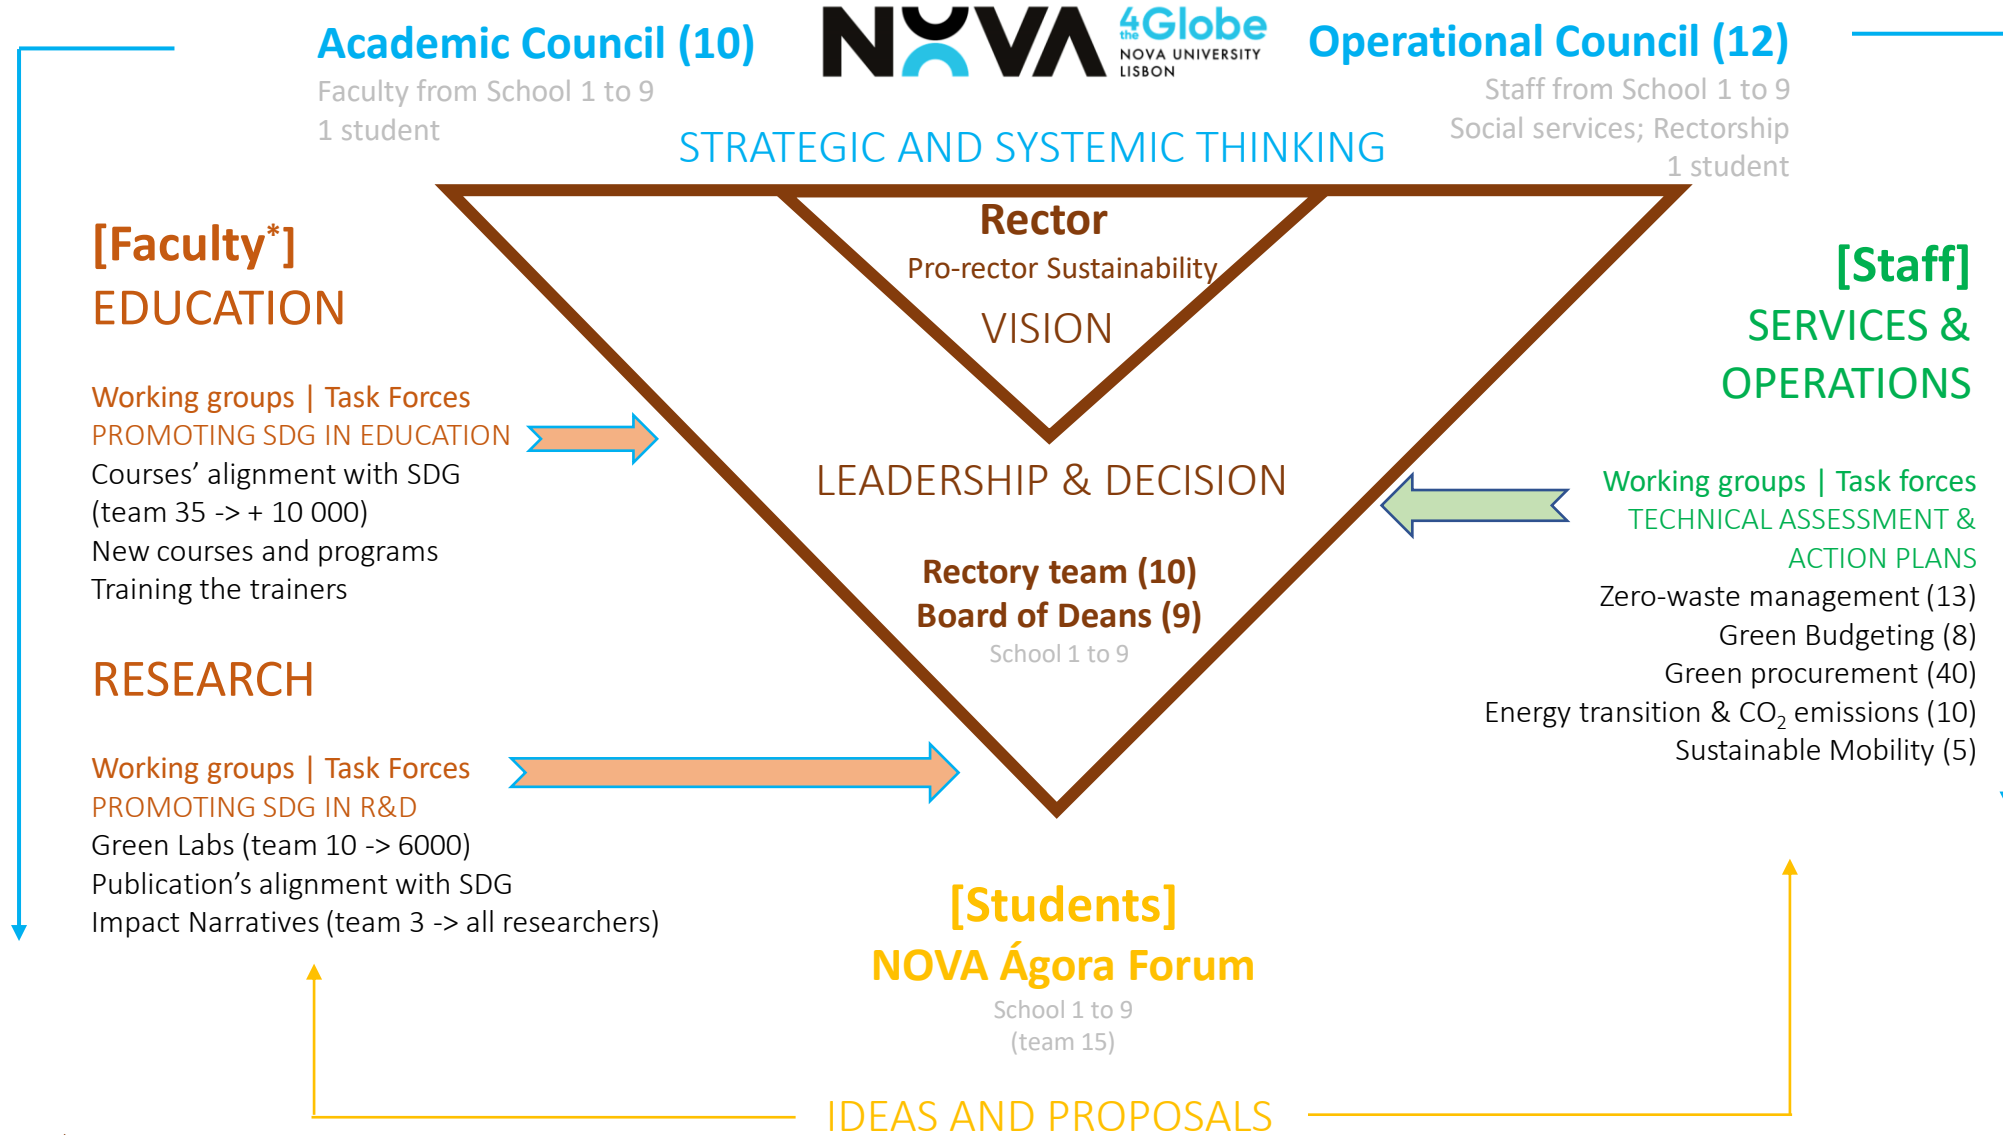 Academic Council (10)
Faculty from School 1 to 9
1 student
NOVA
4
the
Globe
NOVA UNIVERSITY
LISBON
Operational Council (12)
Staff from School 1 to 9
Social services; Rectorship
1 student
STRATEGIC AND SYSTEMIC THINKING
Rector
Pro-rector Sustainability
VISION
LEADERSHIP & DECISION
Rectory team (10)
Board of Deans (9)
School 1 to 9
[Faculty*]
EDUCATION
Working groups | Task Forces
PROMOTING SDG IN EDUCATION
Courses’ alignment with SDG
(team 35 -> + 10 000)
New courses and programs
Training the trainers
RESEARCH
Working groups | Task Forces
PROMOTING SDG IN R&D
Green Labs (team 10 -> 6000)
Publication’s alignment with SDG
Impact Narratives (team 3 -> all researchers)
[Staff]
SERVICES &
OPERATIONS
Working groups | Task forces
TECHNICAL ASSESSMENT &
ACTION PLANS
Zero-waste management (13)
Green Budgeting (8)
Green procurement (40)
Energy transition & CO₂ emissions (10)
Sustainable Mobility (5)
[Students]
NOVA Ágora Forum
School 1 to 9
(team 15)
IDEAS AND PROPOSALS